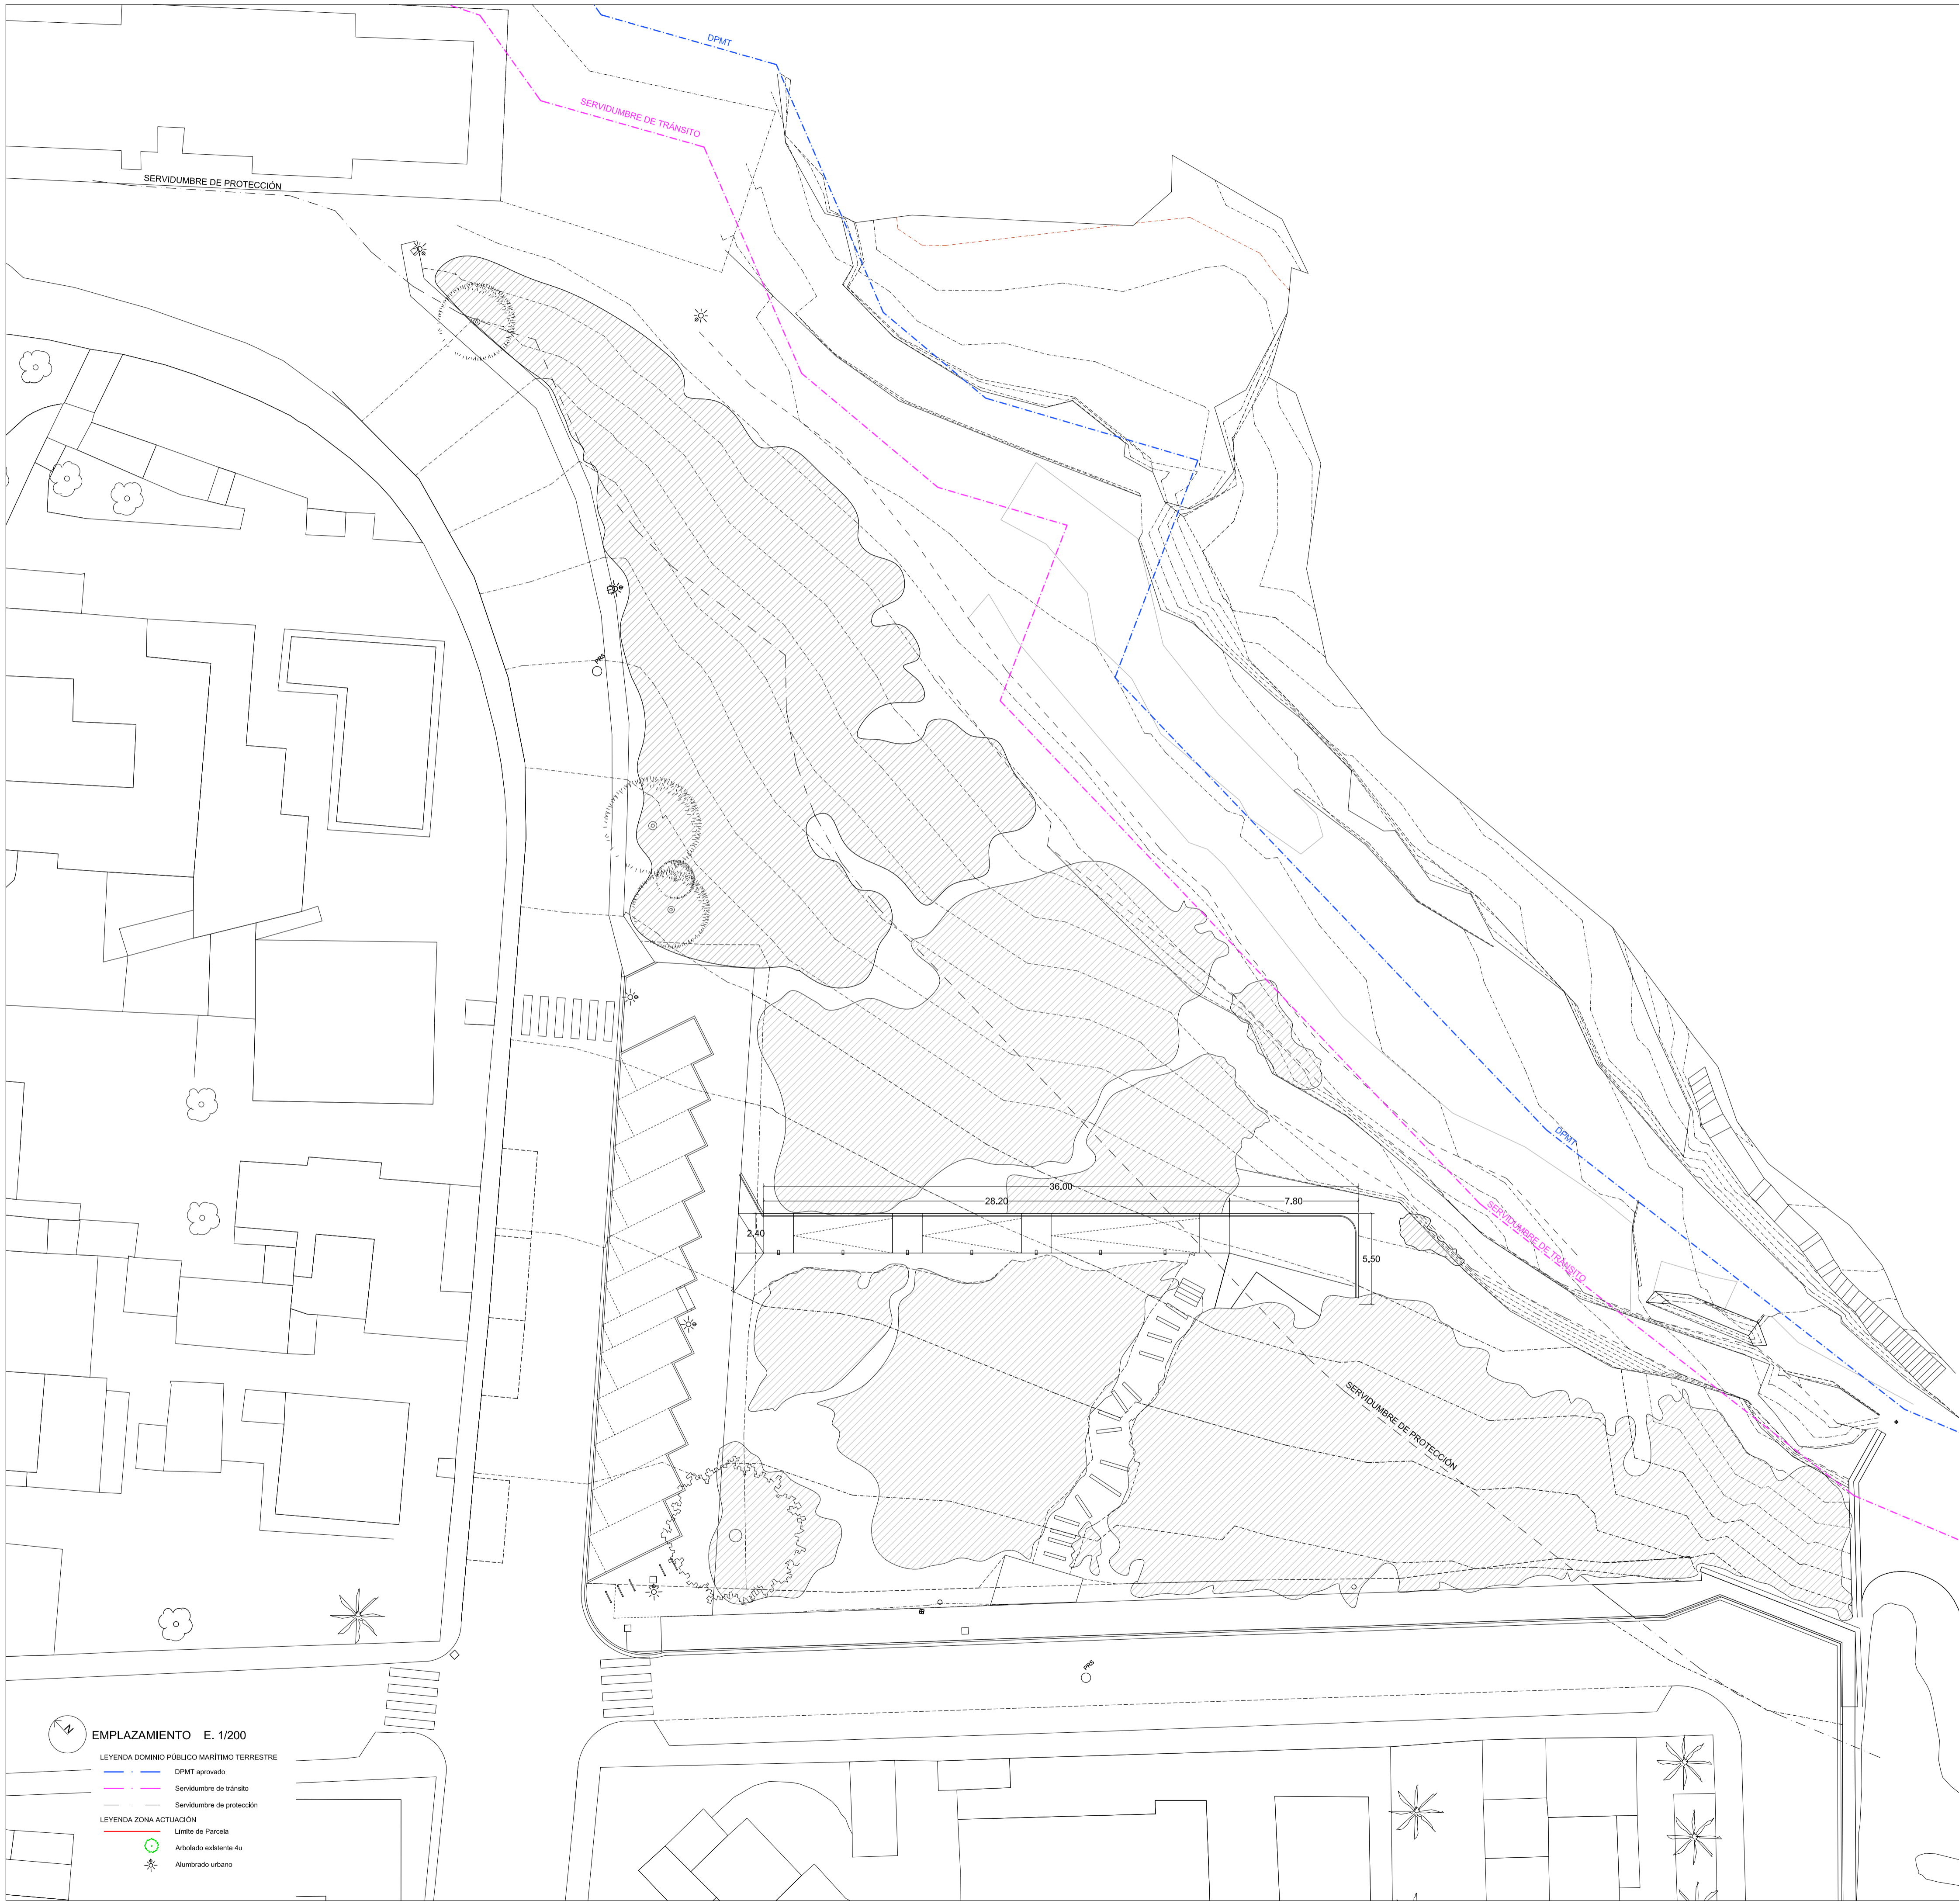 DPMT
SERVIDUMBRE DE TRÁNSITO
SERVIDUMBRE DE PROTECCIÓN
PRS
36.00
28.20
7.80
2.40
5.50
DPMT
SERVIDUMBRE DE TRÁNSITO
SERVIDUMBRE DE PROTECCIÓN
PRS
N
EMPLAZAMIENTO E. 1/200
LEYENDA DOMINIO PÚBLICO MARÍTIMO TERRESTRE
DPMT aprovado
Servidumbre de tránsito
Servidumbre de protección
LEYENDA ZONA ACTUACIÓN
Límite de Parcela
Arbolado existente 4u
Alumbrado urbano